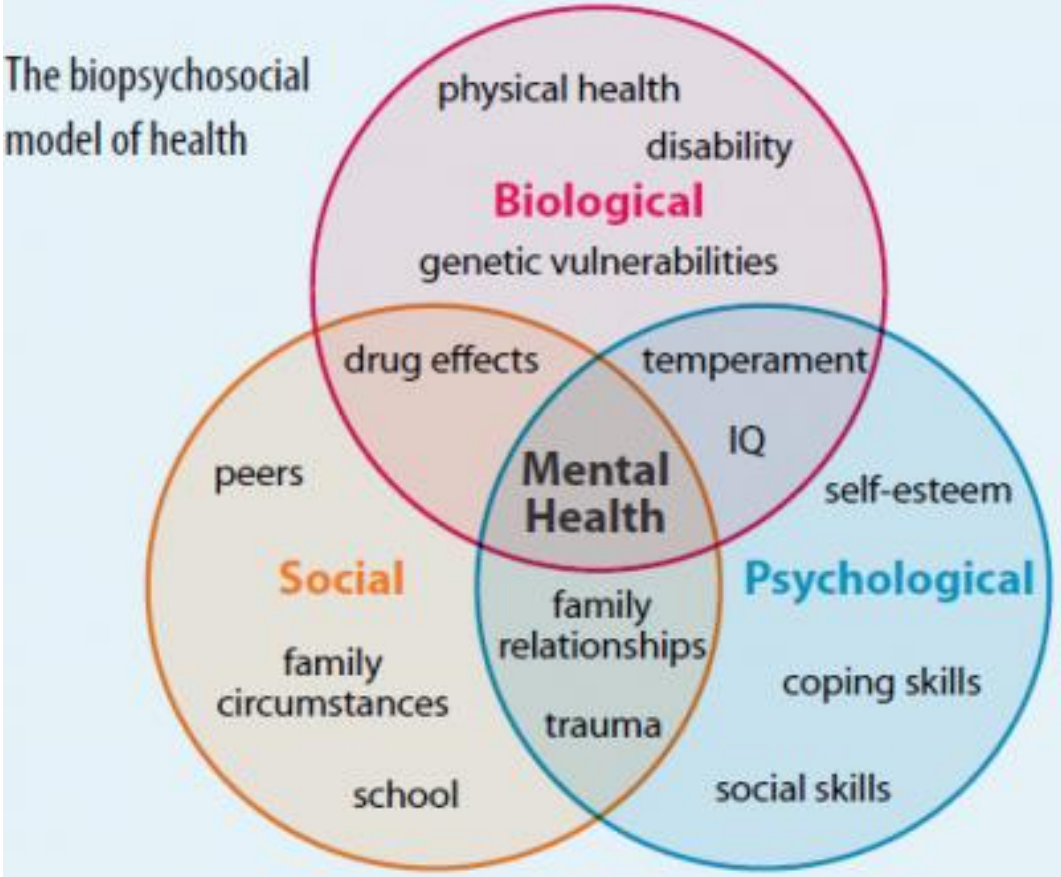 The biopsychosocial
model of health
physical health
disability
Biological
genetic vulnerabilities
drug effects
temperament
IQ
peers
Mental
Health
self-esteem
Social
Psychological
family
relationships
family
circumstances
coping skills
trauma
school
social skills